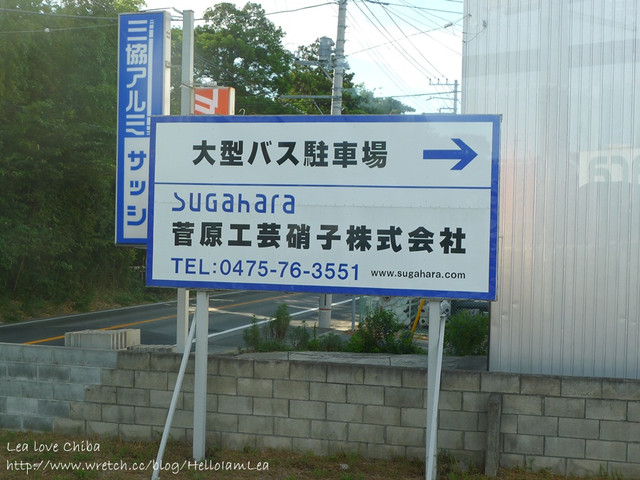 三協アルミ
サッシ
大型バス駐車場
sugahara
菅原工芸硝子株式会社
TEL:0475-76-3551 www.sugahara.com
Lea love Chiba
http://www.wretch.cc/blog/HelloIamLea